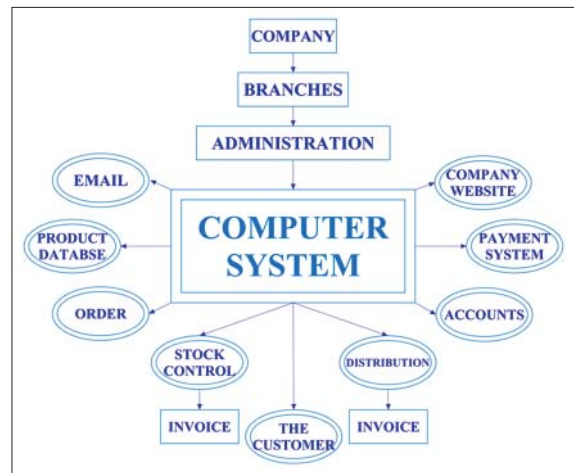 COMPANY
BRANCHES
ADMINISTRATION
EMAIL
COMPANY
WEBSITE
COMPUTER
SYSTEM
PRODUCT
DATABSE
PAYMENT
SYSTEM
ORDER
ACCOUNTS
STOCK
CONTROL
DISTRIBUTION
INVOICE
THE
CUSTOMER
INVOICE